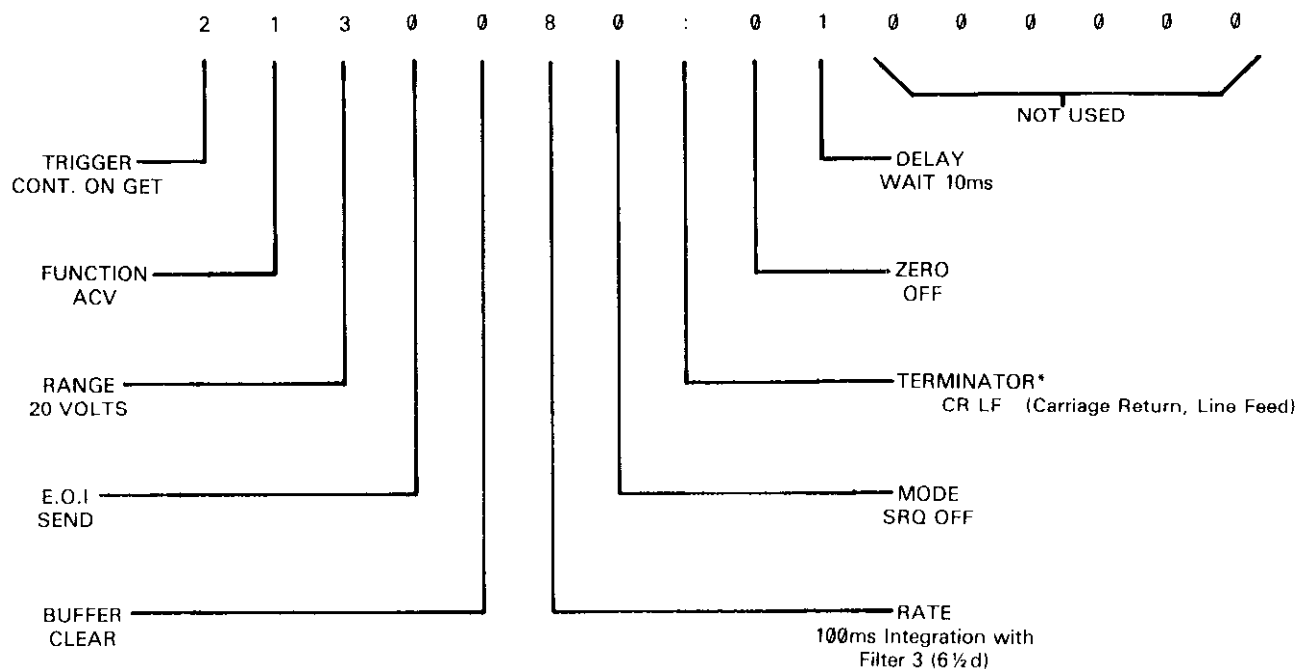 2 1 3 0̸ 0̸ 8 0̸ : 0̸ 1 0̸ 0̸ 0̸ 0̸ 0̸ 0̸
NOT USED
TRIGGER
CONT. ON GET
DELAY
WAIT 10ms
FUNCTION
ACV
ZERO
OFF
RANGE
20 VOLTS
TERMINATOR*
CR LF (Carriage Return, Line Feed)
E.O.I
SEND
MODE
SRQ OFF
BUFFER
CLEAR
RATE
10̸0ms Integration with
Filter 3 (6½d)